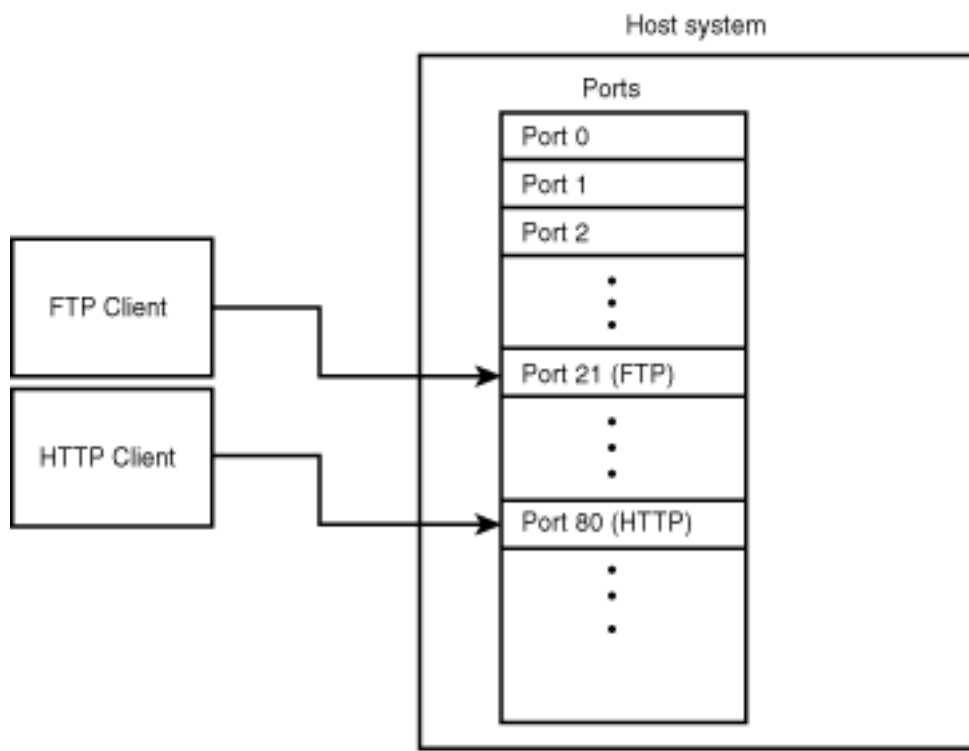 Host system
Ports
Port 0
Port 1
Port 2
FTP Client
Port 21 (FTP)
HTTP Client
Port 80 (HTTP)